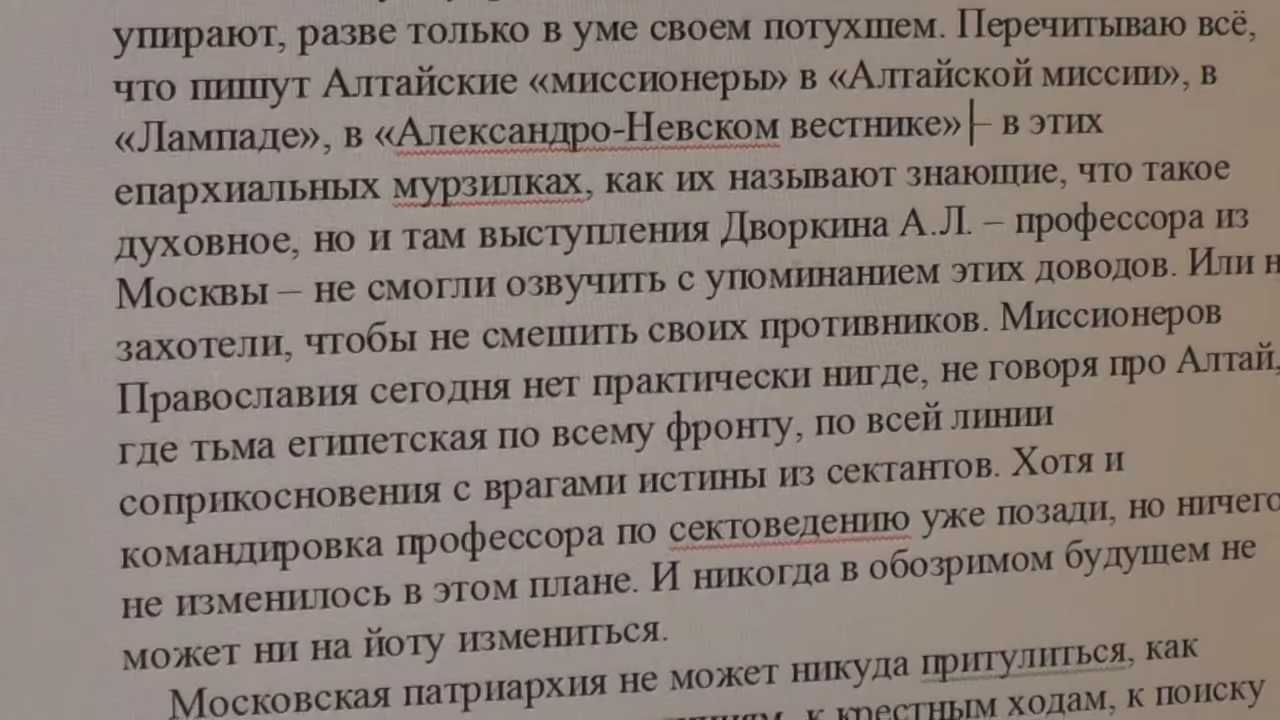 упирают, разве только в уме своем потухшем. Перечитываю всё,
что пишут Алтайские «миссионеры» в «Алтайской миссии», в
«Лампаде», в «Александро-Невском вестнике» – в этих
епархиальных мурзилках, как их называют знающие, что такое
духовное, но и там выступления Дворкина А.Л. – профессора из
Москвы – не смогли озвучить с упоминанием этих доводов. Или
захотели, чтобы не смешить своих противников. Миссионеров
Православия сегодня нет практически нигде, не говоря про Алтай,
где тьма египетская по всему фронту, по всей линии
соприкосновения с врагами истины из сектантов. Хотя и
командировка профессора по сектоведению уже позади, но ничего
не изменилось в этом плане. И никогда в обозримом будущем не
может ни на йоту измениться.
Московская патриархия не может никуда притулиться, как
к крестным ходам, к поиску